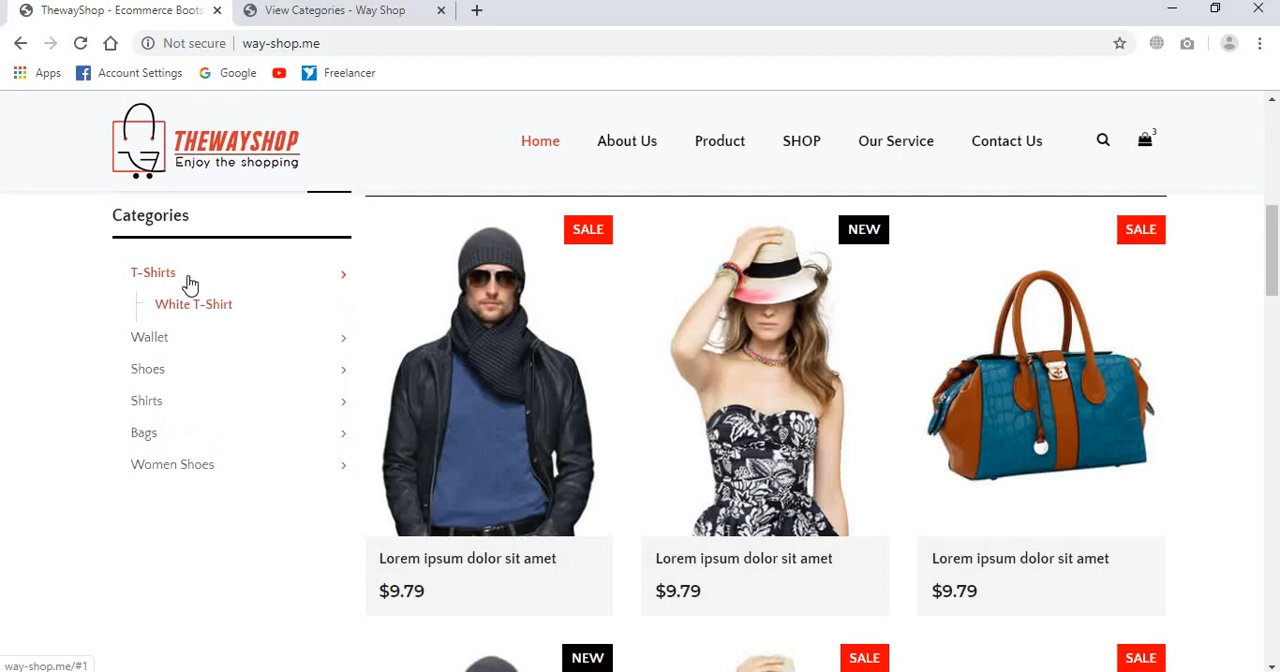 ThewayShop - Ecommerce Boots
View Categories - Way Shop
Not secure
way-shop.me
Apps
Account Settings
Google
Freelancer
THEWAYSHOP
Enjoy the shopping
Home
About Us
Product
SHOP
Our Service
Contact Us
3
Categories
T-Shirts
White T-Shirt
Wallet
Shoes
Shirts
Bags
Women Shoes
SALE
NEW
SALE
Lorem ipsum dolor sit amet
$9.79
Lorem ipsum dolor sit amet
$9.79
Lorem ipsum dolor sit amet
$9.79
NEW
SALE
SALE
way-shop.me/#1